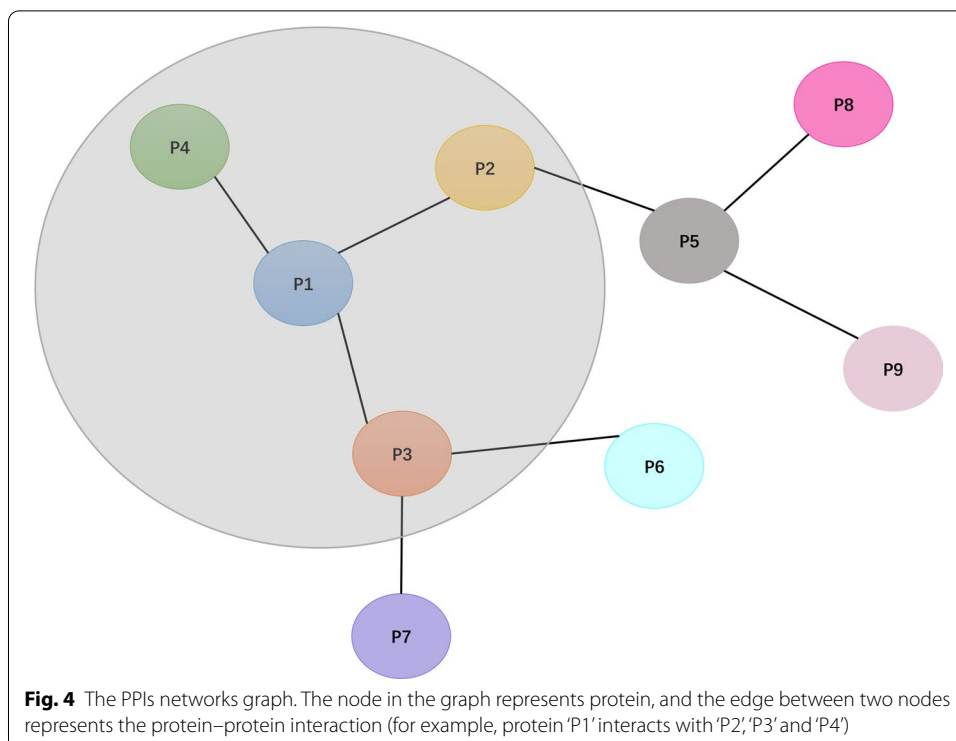 P8
P4
P2
P5
P1
P9
P3
P6
P7
Fig. 4 The PPIs networks graph. The node in the graph represents protein, and the edge between two nodes
represents the protein–protein interaction (for example, protein ‘P1’ interacts with ‘P2’, ‘P3’ and ‘P4’)